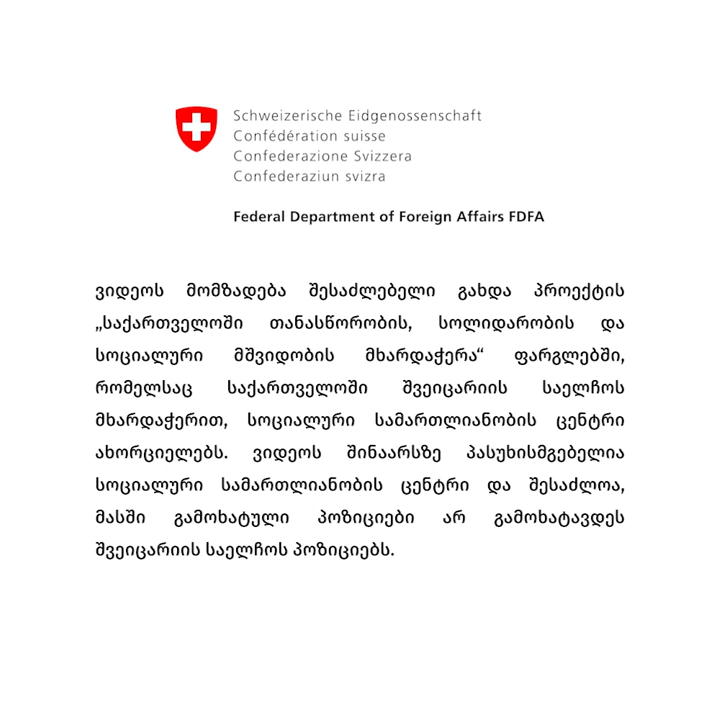 Schweizerische Eidgenossenschaft
Confédération suisse
Confederazione Svizzera
Confederaziun svizra
Federal Department of Foreign Affairs FDFA
ვიდეოს მომზადება შესაძლებელი გახდა პროექტის
„საქართველოში თანასწორობის, სოლიდარობის და
სოციალური მშვიდობის მხარდაჭერა“ ფარგლებში,
რომელსაც საქართველოში შვეიცარიის საელჩოს
მხარდაჭერით, სოციალური სამართლიანობის ცენტრი
ახორციელებს. ვიდეოს შინაარსზე პასუხისმგებელია
სოციალური სამართლიანობის ცენტრი და შესაძლოა,
მასში გამოხატული პოზიციები არ გამოხატავდეს
შვეიცარიის საელჩოს პოზიციებს.